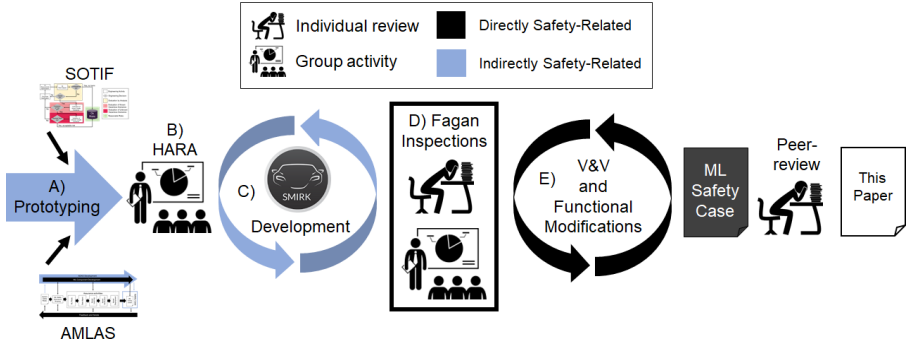 Individual review
Directly Safety-Related
Group activity
Indirectly Safety-Related
SOTIF
A)
Prototyping
AMLAS
B)
HARA
C)
SMIRK
Development
D) Fagan
Inspections
E)
V&V
and
Functional
Modifications
ML
Safety
Case
Peer-
review
This
Paper